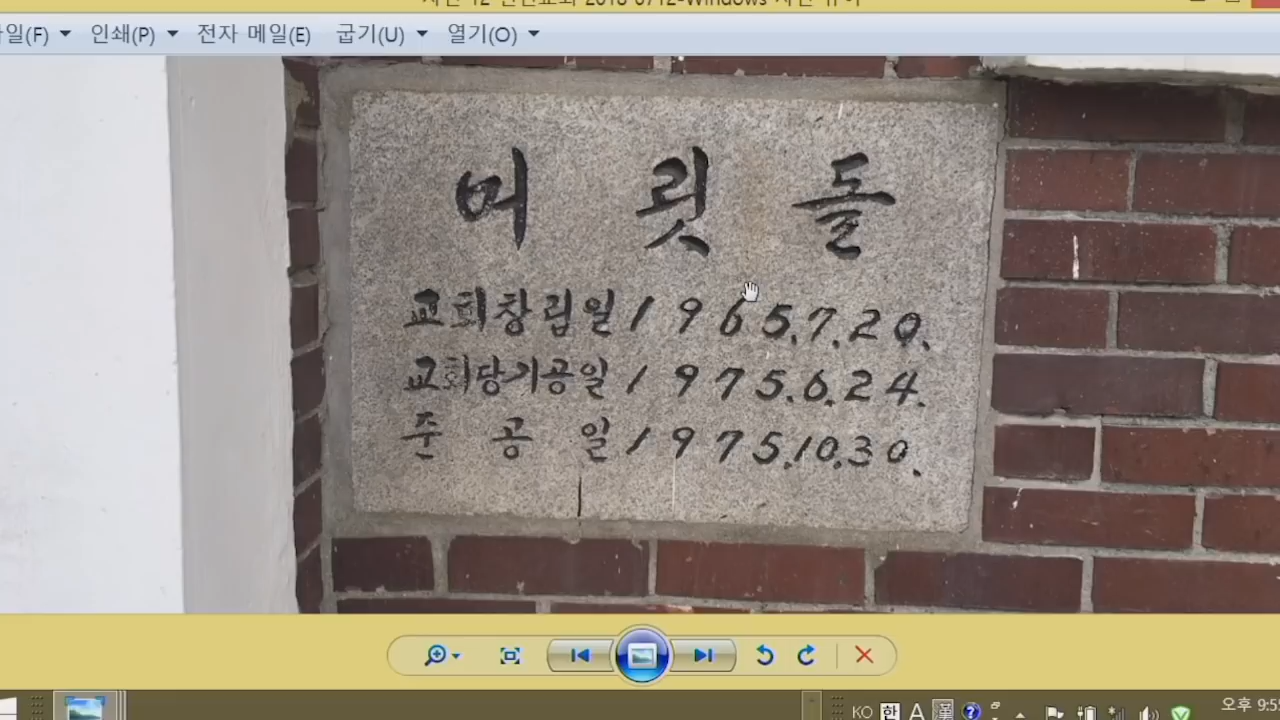 인쇄(P) 전자 메일(E) 굽기(U) 열기(O)
머 릿 돌
교회창립일 1965.7.20.
교회당기공일 1975.6.24.
준 공 일 1975.10.30.
KO 한 A 漢 오후 9:5